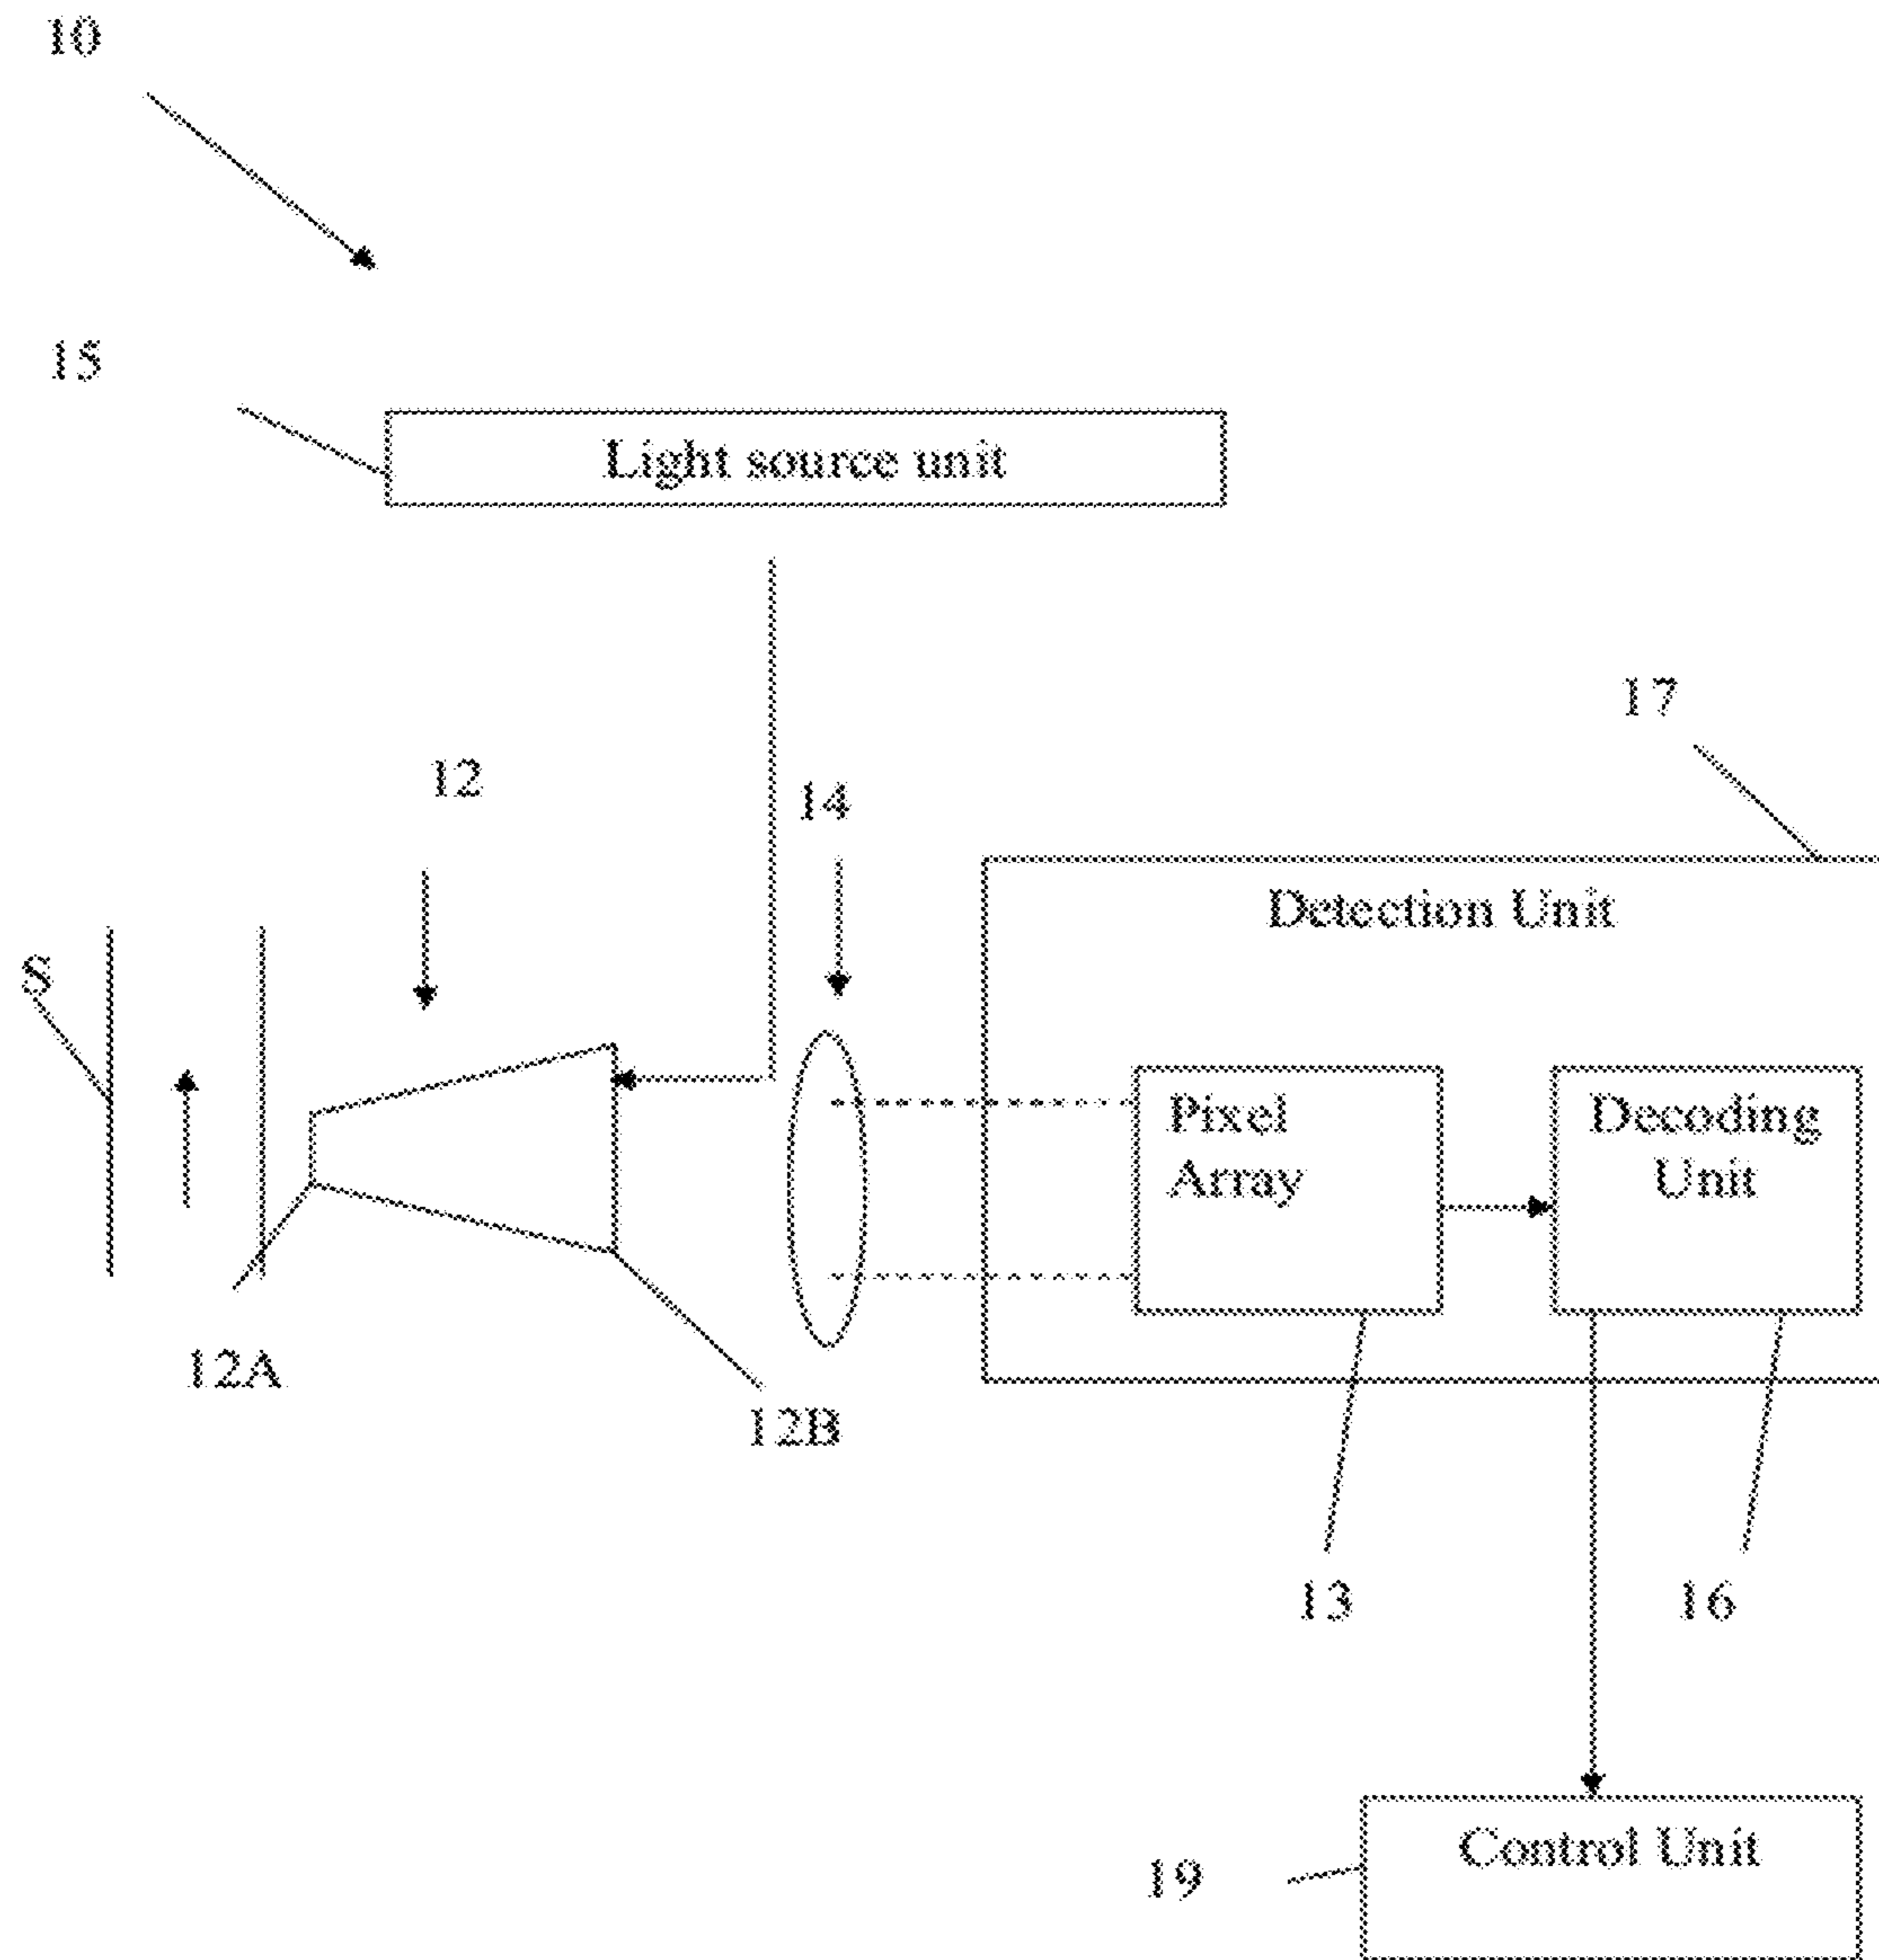 10
15
Light source unit
17
12
14
Detection Unit
S
Pixel
Array
Decoding
Unit
12A
12B
13
16
Control Unit
19